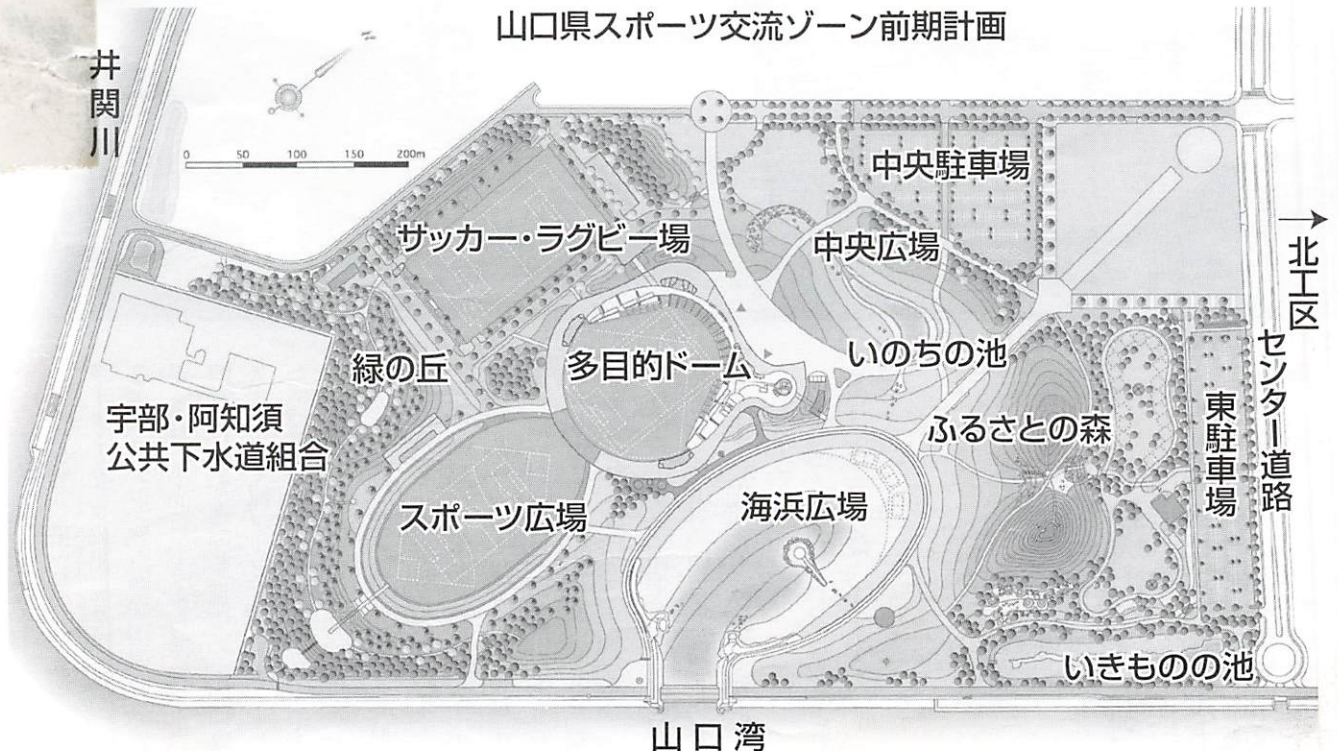 山口県スポーツ交流ゾーン前期計画
井関川
0 50 100 150 200m
中央駐車場
サッカー・ラグビー場
中央広場
北工区
緑の丘
多目的ドーム
いのちの池
センター道路
宇部・阿知須
公共下水道組合
ふるさとの森
東駐車場
スポーツ広場
海浜広場
いきものの池
山口湾